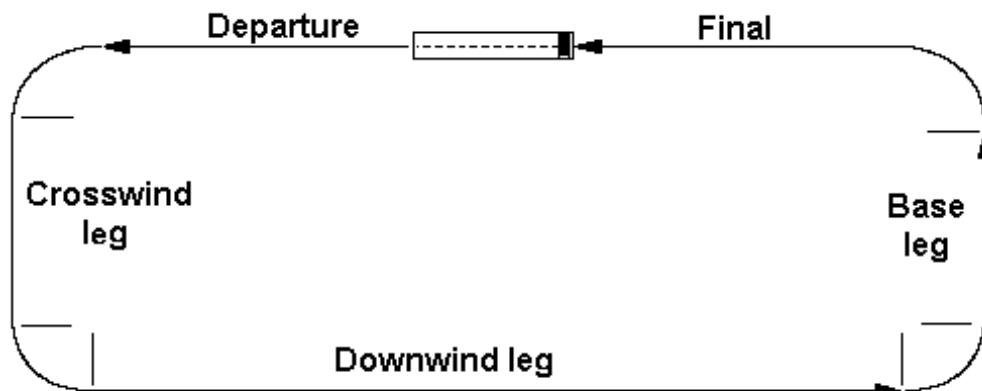 Departure
Final
Crosswind
leg
Base
leg
Downwind leg